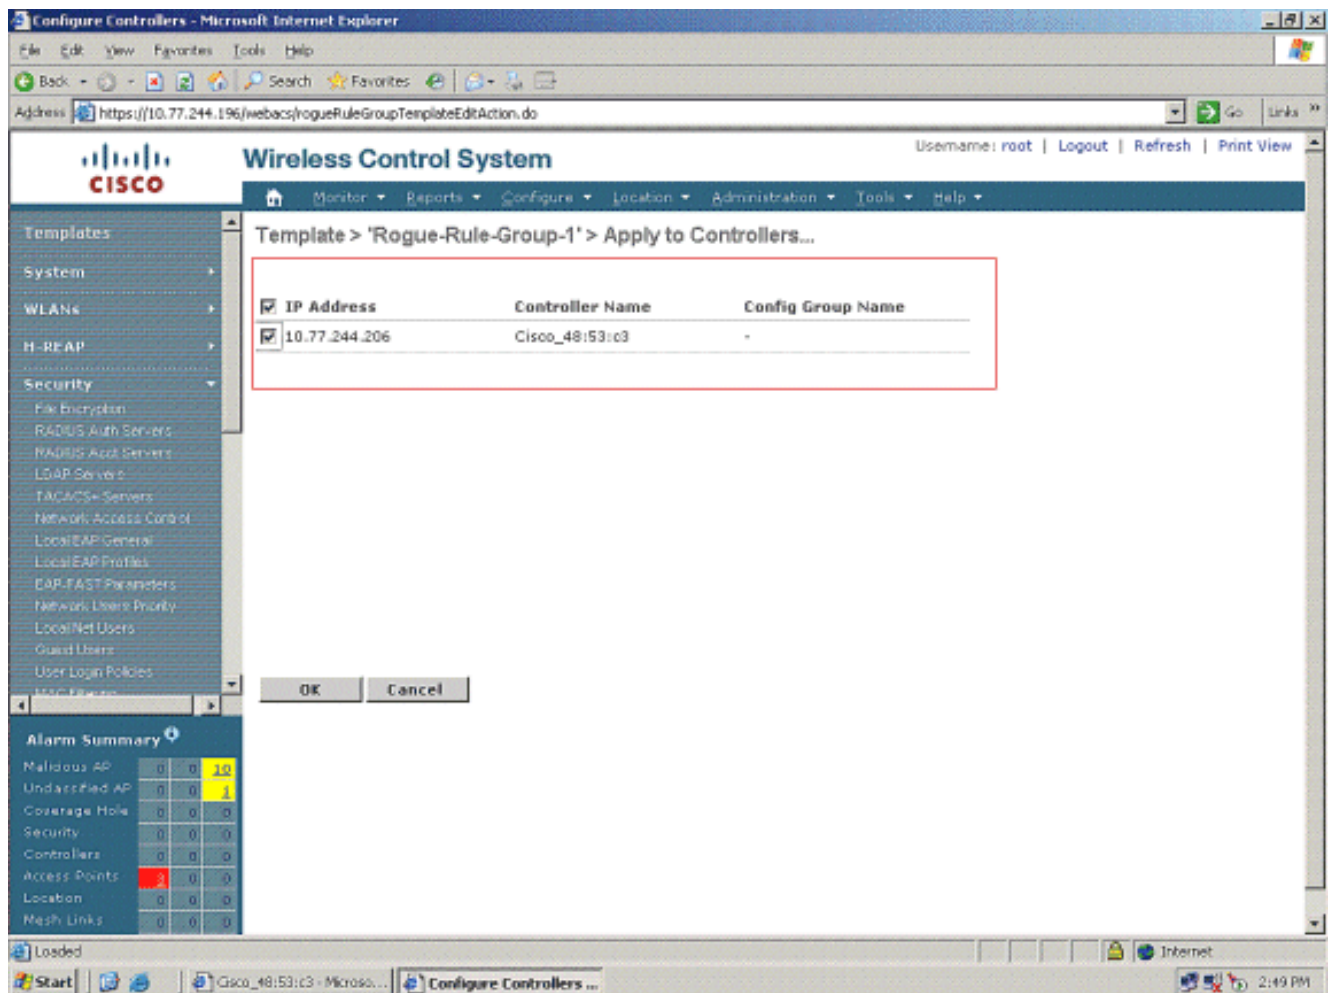 Configure Controllers - Microsoft Internet Explorer
File Edit View Favorites Tools Help
Back Search Favorites
Address https://10.77.244.196/webacs/rogueRuleGroupTemplateEditAction.do Go Links »
CISCO
Wireless Control System
Username: root | Logout | Refresh | Print View
Monitor Reports Configure Location Administration Tools Help
Templates
System
WLANs
H-REAP
Security
File Encryption
RADIUS Auth Servers
RADIUS Acct Servers
LDAP Servers
TACACS+ Servers
Network Access Control
Local EAP General
Local EAP Profiles
EAP-FAST Parameters
Network Users Priority
Local Net Users
Guest Users
User Login Policies
Template > 'Rogue-Rule-Group-1' > Apply to Controllers...
IP Address Controller Name Config Group Name
10.77.244.206 Cisco_48:53:c3 -
OK Cancel
Alarm Summary
Malicious AP 0 0 10
Unclassified AP 0 0 1
Coverage Hole 0 0 0
Security 0 0 0
Controllers 0 0 0
Access Points 0 0
Location 0 0 0
Mesh Links 0 0 0
Loaded Internet
Start Cisco_48:53:c3 - Microso... Configure Controllers ... 2:49 PM